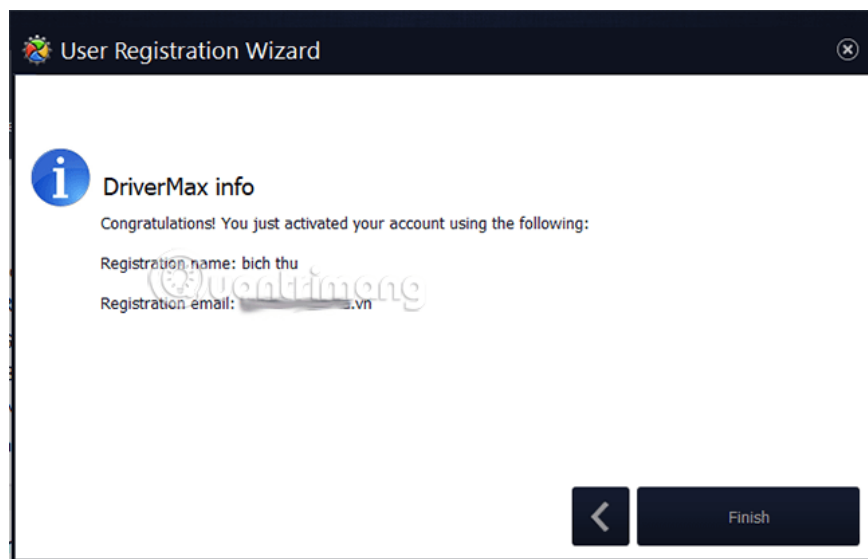 User Registration Wizard
DriverMax info
Congratulations! You just activated your account using the following:
Registration name: bich thu
Quantrimang
Registration email: .vn
Finish